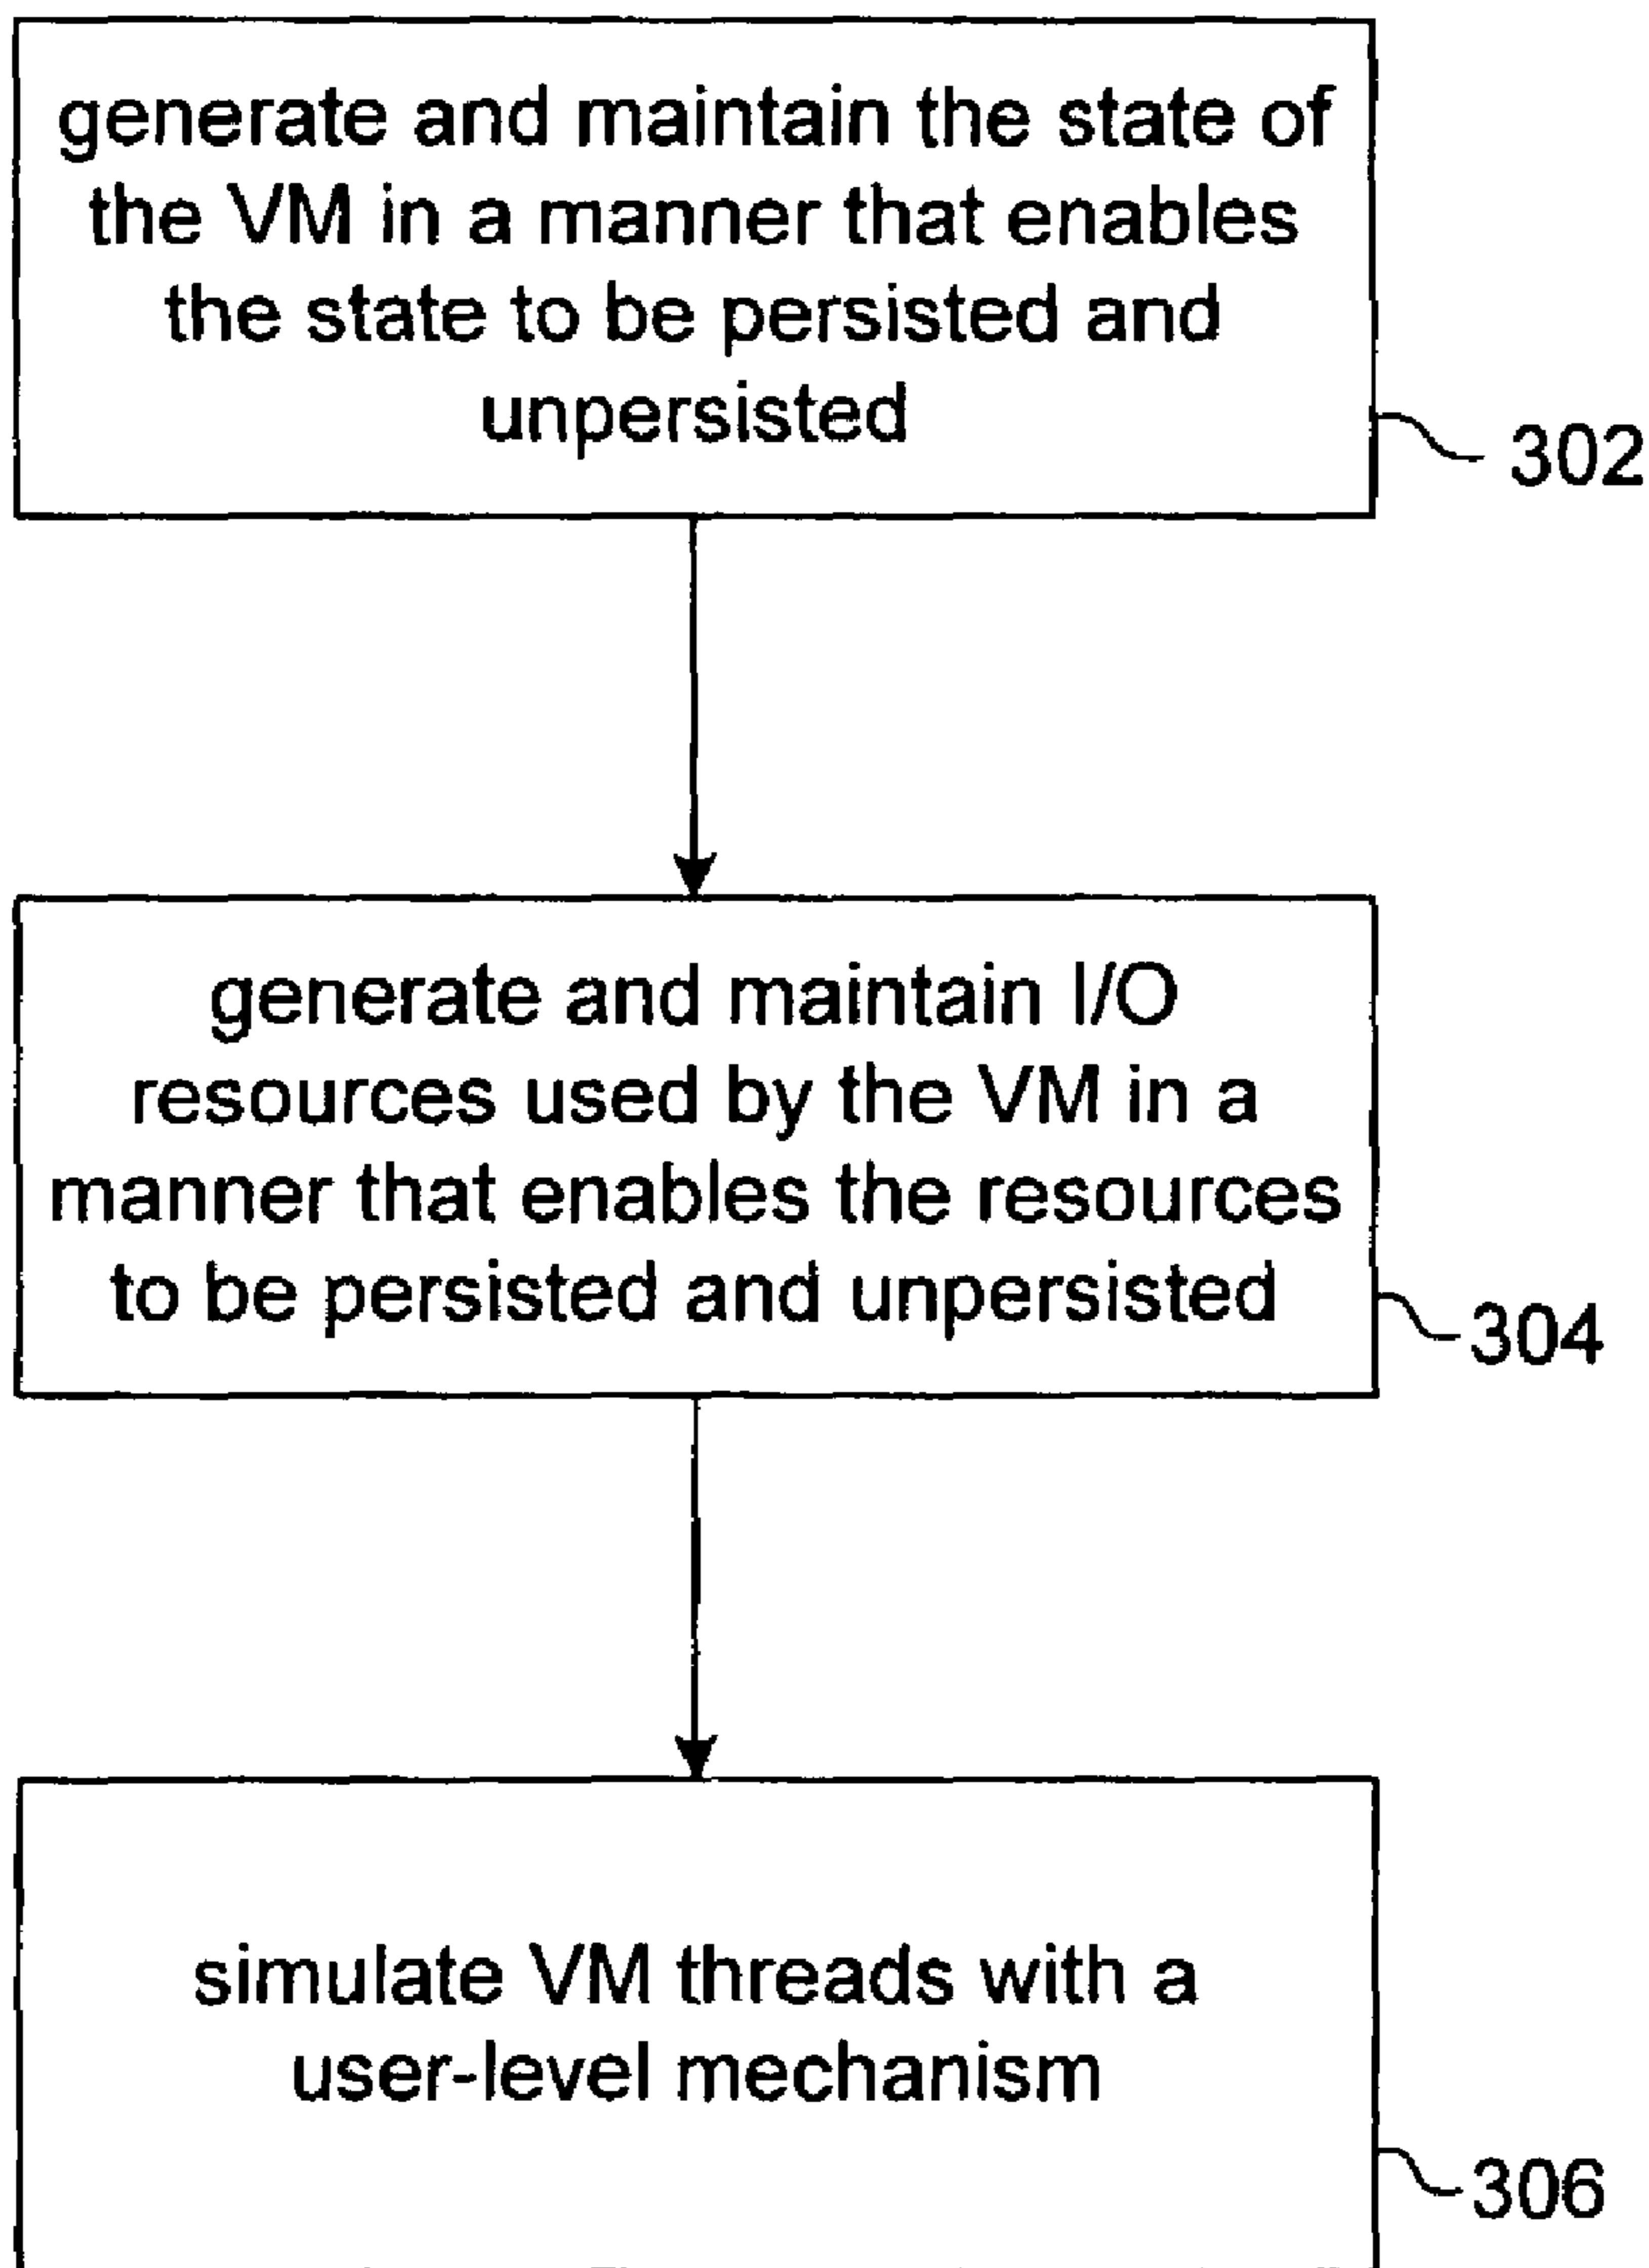 generate and maintain the state of
the VM in a manner that enables
the state to be persisted and
unpersisted
302
generate and maintain I/O
resources used by the VM in a
manner that enables the resources
to be persisted and unpersisted
304
simulate VM threads with a
user-level mechanism
306